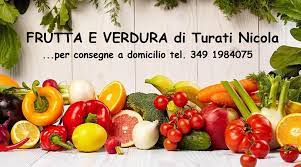 FRUTTA E VERDURA di Turati Nicola
...per consegne a domicilio tel. 349 1984075